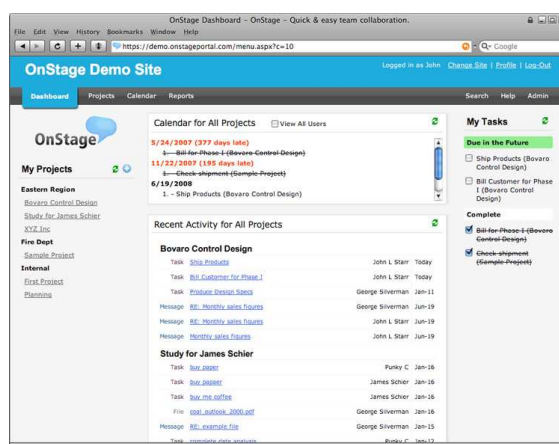 OnStage Dashboard - OnStage - Quick & easy team collaboration.
File Edit View History Bookmarks Window Help
https://demo.onstageportal.com/menu.aspx?c=10
Google
OnStage Demo Site
Logged in as John Change Site | Profile | Log-Out
Dashboard Projects Calendar Reports Search Help Admin
OnStage
My Projects
Eastern Region
Bovaro Control Design
Study for James Schier
XYZ Inc
Fire Dept
Sample Project
Internal
First Project
Planning
Calendar for All Projects View All Users
5/24/2007 (377 days late)
1. - Bill for Phase I (Bovaro Control Design)
11/22/2007 (195 days late)
1. - Check shipment (Sample Project)
6/19/2008
1. - Ship Products (Bovaro Control Design)
Recent Activity for All Projects
Bovaro Control Design
Task Ship Products John L Starr Today
Task Bill Customer for Phase I John L Starr Today
Task Produce Design Specs George Silverman Jan-11
Message RE: Monthly sales figures George Silverman Jun-19
Message RE: Monthly sales figures John L Starr Jun-19
Message Monthly sales figures John L Starr Jun-19
Study for James Schier
Task buy paper Punky C Jan-16
Task buy papper James Schier Jan-16
Task buy me coffee James Schier Jan-16
File coal_outlook_2000.pdf George Silverman Jan-16
Message RE: example file George Silverman Jan-15
Task complete data analysis Punky C Jan-12
My Tasks
Due in the Future
Ship Products (Bovaro
Control Design)
Bill Customer for Phase
I (Bovaro Control
Design)
Complete
Bill for Phase I (Bovaro
Control Design)
Check shipment
(Sample Project)